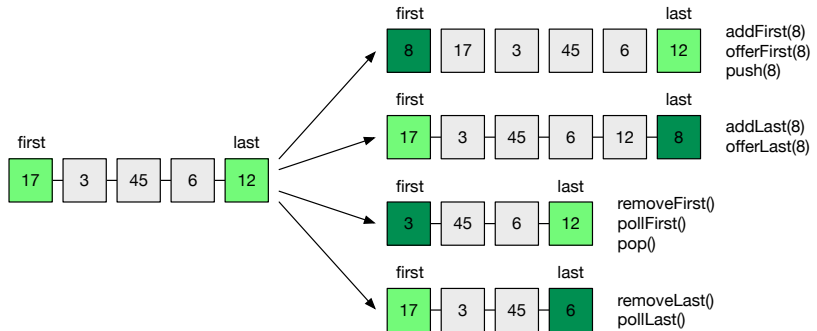 first last
8 17 3 45 6 12
addFirst(8)
offerFirst(8)
push(8)
first last
17 3 45 6 12 8
addLast(8)
offerLast(8)
first last
17 3 45 6 12
first last
3 45 6 12
removeFirst()
pollFirst()
pop()
first last
17 3 45 6
removeLast()
pollLast()